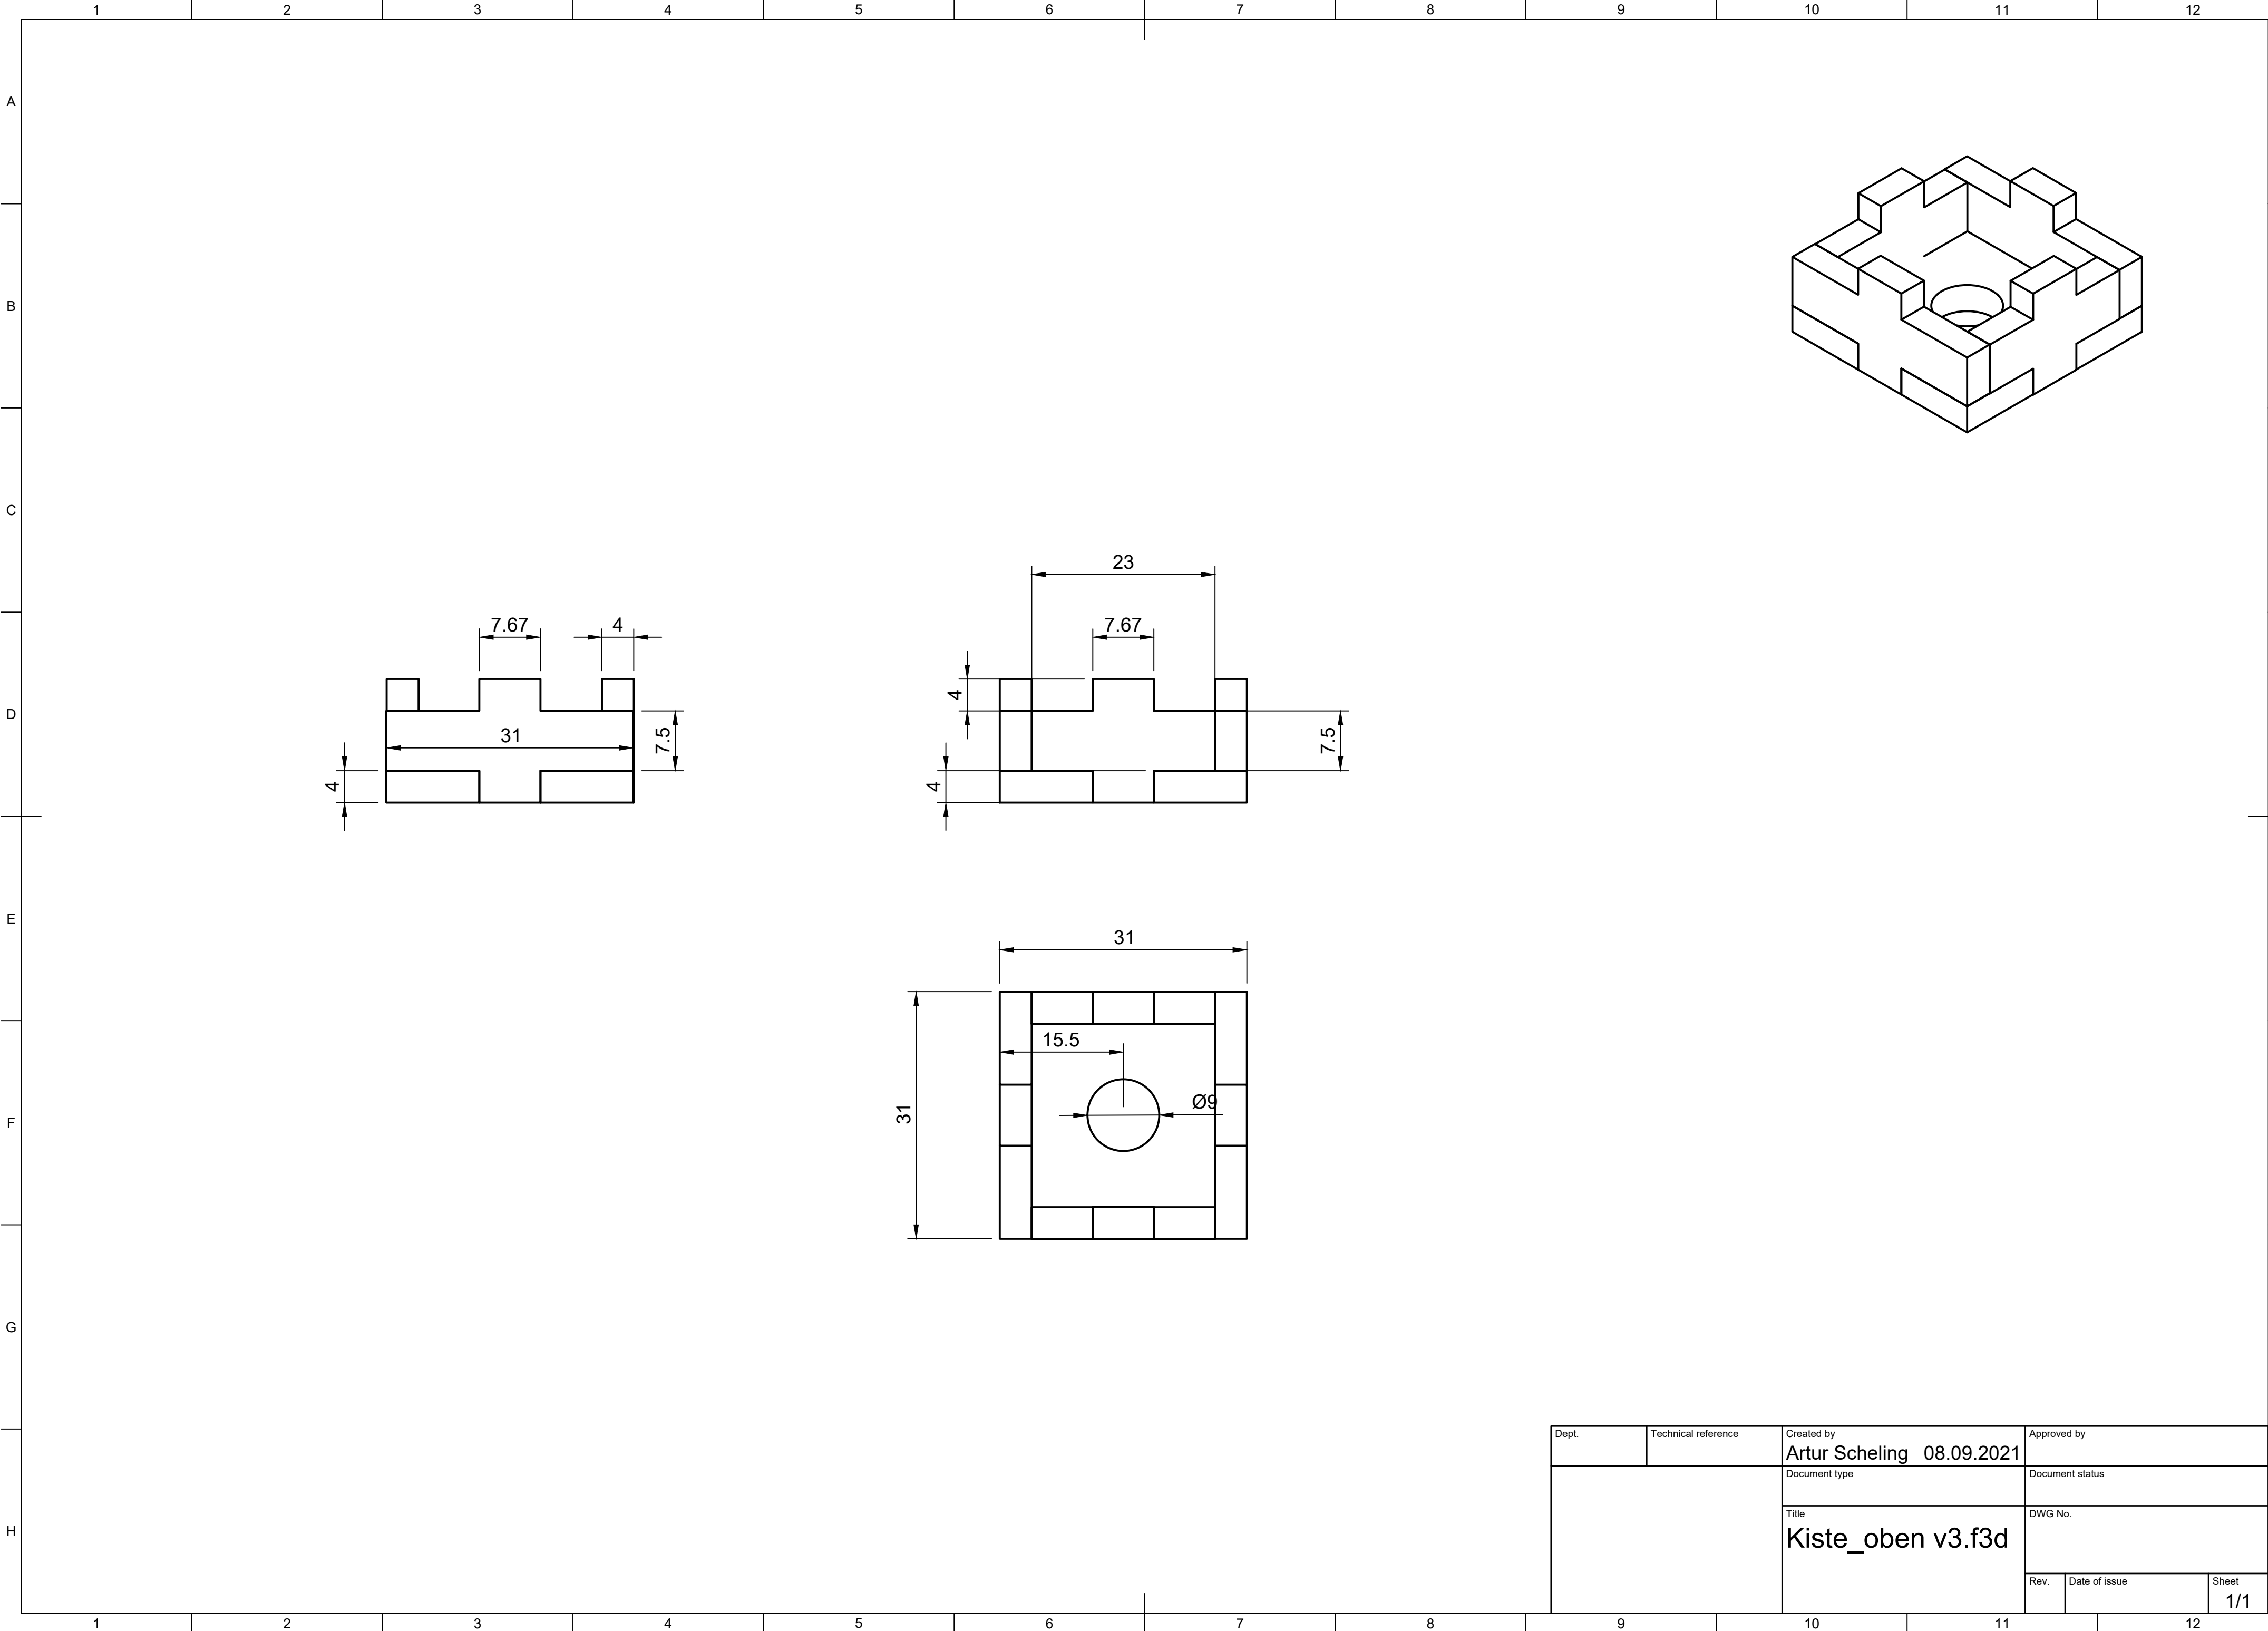 1 2 3 4 5 6 7 8 9 10 11 12
A
B
C
D
E
F
G
H
7.67 4
31
7.5
4
23
7.67
4
7.5
4
31
15.5
31
Ø9
Dept.
Technical reference
Created by
Artur Scheling 08.09.2021
Approved by
Document type
Document status
Title
Kiste_oben v3.f3d
DWG No.
Rev.
Date of issue
Sheet
1/1
1 2 3 4 5 6 7 8 9 10 11 12